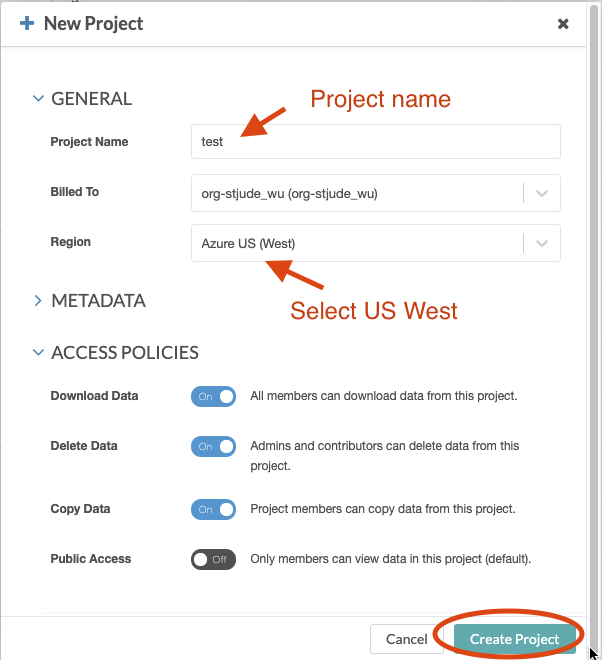 New Project
GENERAL
Project name
Project Name
test
Billed To
org-stjude_wu (org-stjude_wu)
Region
Azure US (West)
METADATA
Select US West
ACCESS POLICIES
Download Data
On
All members can download data from this project.
Delete Data
On
Admins and contributors can delete data from this
project.
Copy Data
On
Project members can copy data from this project.
Public Access
Off
Only members can view data in this project (default).
Cancel
Create Project